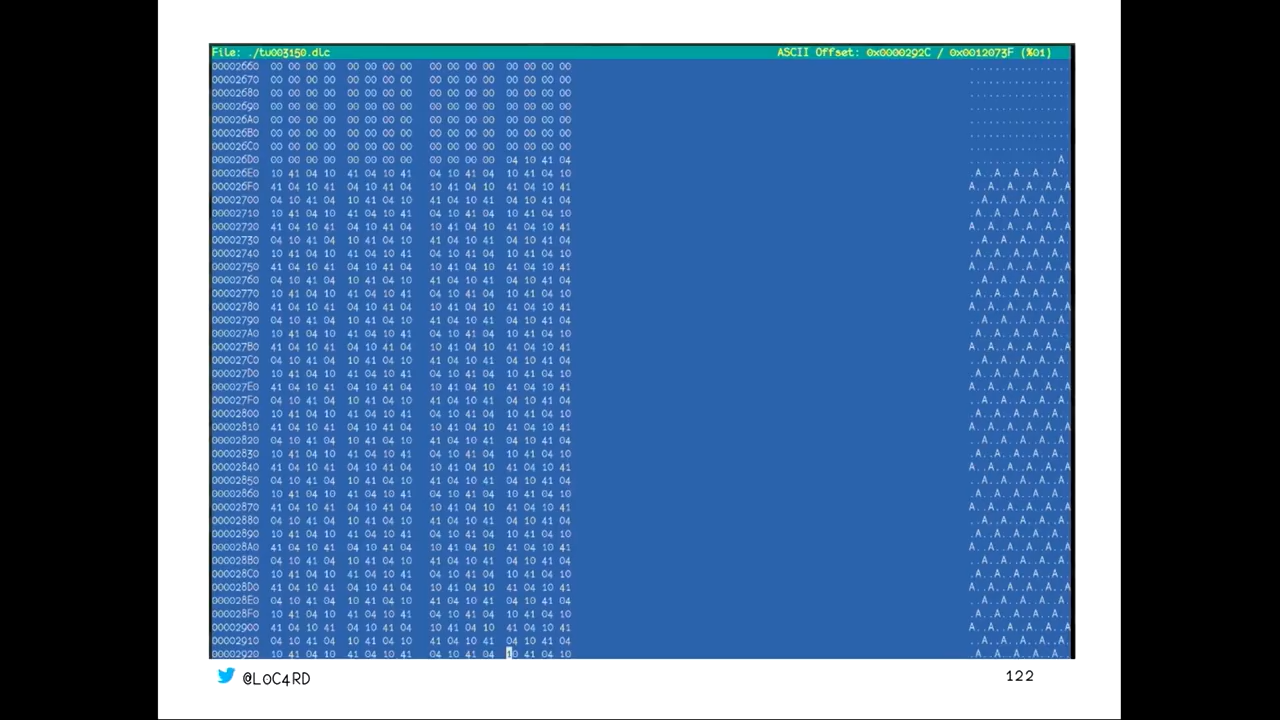 File: ./tu003150.dlc ASCII Offset: 0x0000292C / 0x0012073F (%01)
00002660 00 00 00 00 00 00 00 00 00 00 00 00 00 00 00 00 ................
00002670 00 00 00 00 00 00 00 00 00 00 00 00 00 00 00 00 ................
00002680 00 00 00 00 00 00 00 00 00 00 00 00 00 00 00 00 ................
00002690 00 00 00 00 00 00 00 00 00 00 00 00 00 00 00 00 ................
000026A0 00 00 00 00 00 00 00 00 00 00 00 00 00 00 00 00 ................
000026B0 00 00 00 00 00 00 00 00 00 00 00 00 00 00 00 00 ................
000026C0 00 00 00 00 00 00 00 00 00 00 00 00 00 00 00 00 ................
000026D0 00 00 00 00 00 00 00 00 00 00 00 00 04 10 41 04 ..............A.
000026E0 10 41 04 10 41 04 10 41 04 10 41 04 10 41 04 10 .A..A..A..A..A..
000026F0 41 04 10 41 04 10 41 04 10 41 04 10 41 04 10 41 A..A..A..A..A..A
00002700 04 10 41 04 10 41 04 10 41 04 10 41 04 10 41 04 ..A..A..A..A..A.
00002710 10 41 04 10 41 04 10 41 04 10 41 04 10 41 04 10 .A..A..A..A..A..
00002720 41 04 10 41 04 10 41 04 10 41 04 10 41 04 10 41 A..A..A..A..A..A
00002730 04 10 41 04 10 41 04 10 41 04 10 41 04 10 41 04 ..A..A..A..A..A.
00002740 10 41 04 10 41 04 10 41 04 10 41 04 10 41 04 10 .A..A..A..A..A..
00002750 41 04 10 41 04 10 41 04 10 41 04 10 41 04 10 41 A..A..A..A..A..A
00002760 04 10 41 04 10 41 04 10 41 04 10 41 04 10 41 04 ..A..A..A..A..A.
00002770 10 41 04 10 41 04 10 41 04 10 41 04 10 41 04 10 .A..A..A..A..A..
00002780 41 04 10 41 04 10 41 04 10 41 04 10 41 04 10 41 A..A..A..A..A..A
00002790 04 10 41 04 10 41 04 10 41 04 10 41 04 10 41 04 ..A..A..A..A..A.
000027A0 10 41 04 10 41 04 10 41 04 10 41 04 10 41 04 10 .A..A..A..A..A..
000027B0 41 04 10 41 04 10 41 04 10 41 04 10 41 04 10 41 A..A..A..A..A..A
000027C0 04 10 41 04 10 41 04 10 41 04 10 41 04 10 41 04 ..A..A..A..A..A.
000027D0 10 41 04 10 41 04 10 41 04 10 41 04 10 41 04 10 .A..A..A..A..A..
000027E0 41 04 10 41 04 10 41 04 10 41 04 10 41 04 10 41 A..A..A..A..A..A
000027F0 04 10 41 04 10 41 04 10 41 04 10 41 04 10 41 04 ..A..A..A..A..A.
00002800 10 41 04 10 41 04 10 41 04 10 41 04 10 41 04 10 .A..A..A..A..A..
00002810 41 04 10 41 04 10 41 04 10 41 04 10 41 04 10 41 A..A..A..A..A..A
00002820 04 10 41 04 10 41 04 10 41 04 10 41 04 10 41 04 ..A..A..A..A..A.
00002830 10 41 04 10 41 04 10 41 04 10 41 04 10 41 04 10 .A..A..A..A..A..
00002840 41 04 10 41 04 10 41 04 10 41 04 10 41 04 10 41 A..A..A..A..A..A
00002850 04 10 41 04 10 41 04 10 41 04 10 41 04 10 41 04 ..A..A..A..A..A.
00002860 10 41 04 10 41 04 10 41 04 10 41 04 10 41 04 10 .A..A..A..A..A..
00002870 41 04 10 41 04 10 41 04 10 41 04 10 41 04 10 41 A..A..A..A..A..A
00002880 04 10 41 04 10 41 04 10 41 04 10 41 04 10 41 04 ..A..A..A..A..A.
00002890 10 41 04 10 41 04 10 41 04 10 41 04 10 41 04 10 .A..A..A..A..A..
000028A0 41 04 10 41 04 10 41 04 10 41 04 10 41 04 10 41 A..A..A..A..A..A
000028B0 04 10 41 04 10 41 04 10 41 04 10 41 04 10 41 04 ..A..A..A..A..A.
000028C0 10 41 04 10 41 04 10 41 04 10 41 04 10 41 04 10 .A..A..A..A..A..
000028D0 41 04 10 41 04 10 41 04 10 41 04 10 41 04 10 41 A..A..A..A..A..A
000028E0 04 10 41 04 10 41 04 10 41 04 10 41 04 10 41 04 ..A..A..A..A..A.
000028F0 10 41 04 10 41 04 10 41 04 10 41 04 10 41 04 10 .A..A..A..A..A..
00002900 41 04 10 41 04 10 41 04 10 41 04 10 41 04 10 41 A..A..A..A..A..A
00002910 04 10 41 04 10 41 04 10 41 04 10 41 04 10 41 04 ..A..A..A..A..A.
00002920 10 41 04 10 41 04 10 41 04 10 41 04 10 41 04 10 .A..A..A..A..A..
@L0C4RD 122